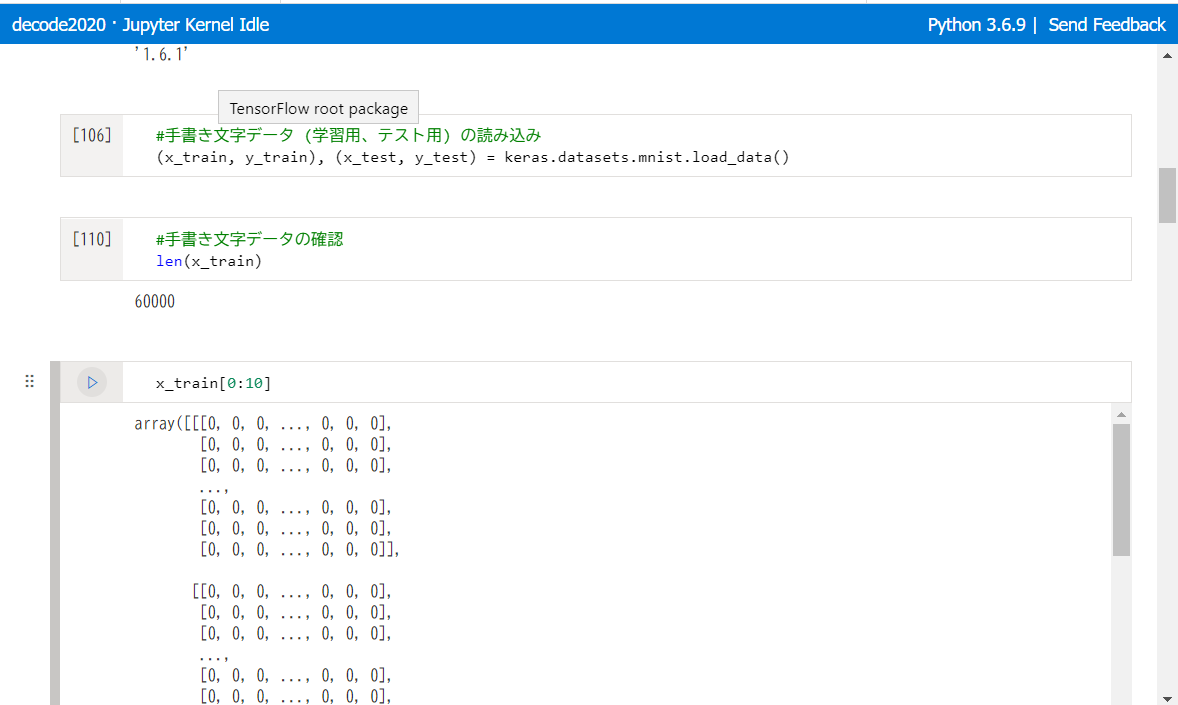 decode2020 · Jupyter Kernel Idle
Python 3.6.9 | Send Feedback
'1.6.1'
TensorFlow root package
[106]
#手書き文字データ（学習用、テスト用）の読み込み
(x_train, y_train), (x_test, y_test) = keras.datasets.mnist.load_data()
[110]
#手書き文字データの確認
len(x_train)
60000
x_train[0:10]
array([[[0, 0, 0, ..., 0, 0, 0],
[0, 0, 0, ..., 0, 0, 0],
[0, 0, 0, ..., 0, 0, 0],
...,
[0, 0, 0, ..., 0, 0, 0],
[0, 0, 0, ..., 0, 0, 0],
[0, 0, 0, ..., 0, 0, 0]],
[[0, 0, 0, ..., 0, 0, 0],
[0, 0, 0, ..., 0, 0, 0],
[0, 0, 0, ..., 0, 0, 0],
...,
[0, 0, 0, ..., 0, 0, 0],
[0, 0, 0, ..., 0, 0, 0],